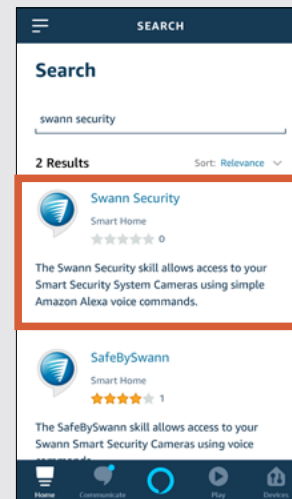 SEARCH
Search
swann security
2 Results
Sort: Relevance
Swann Security
Smart Home
0
The Swann Security skill allows access to your
Smart Security System Cameras using simple
Amazon Alexa voice commands.
SafeBySwann
Smart Home
1
The SafeBySwann skill allows access to your
Swann Smart Security Cameras using voice
commands
Home
Communicate
Play
Devices